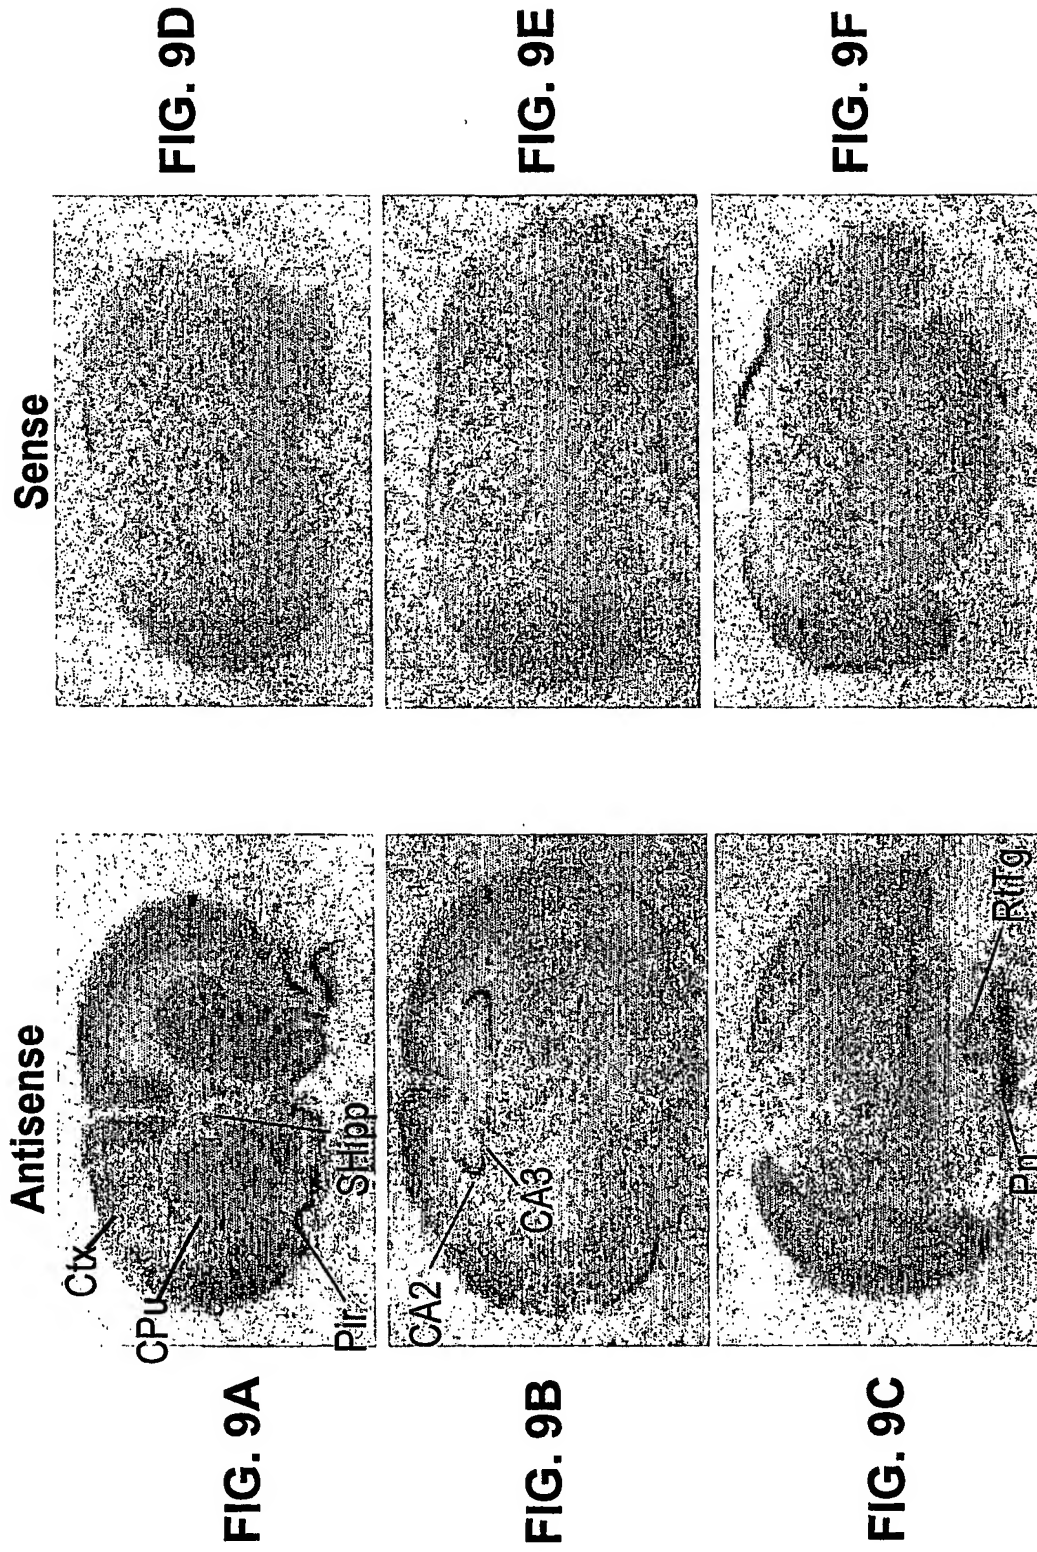 Antisense
Sense
FIG. 9A
Ctx
CPu
Pir
SHipp
FIG. 9D
FIG. 9B
CA2
CA3
FIG. 9E
FIG. 9C
Pn
RtTg
FIG. 9F